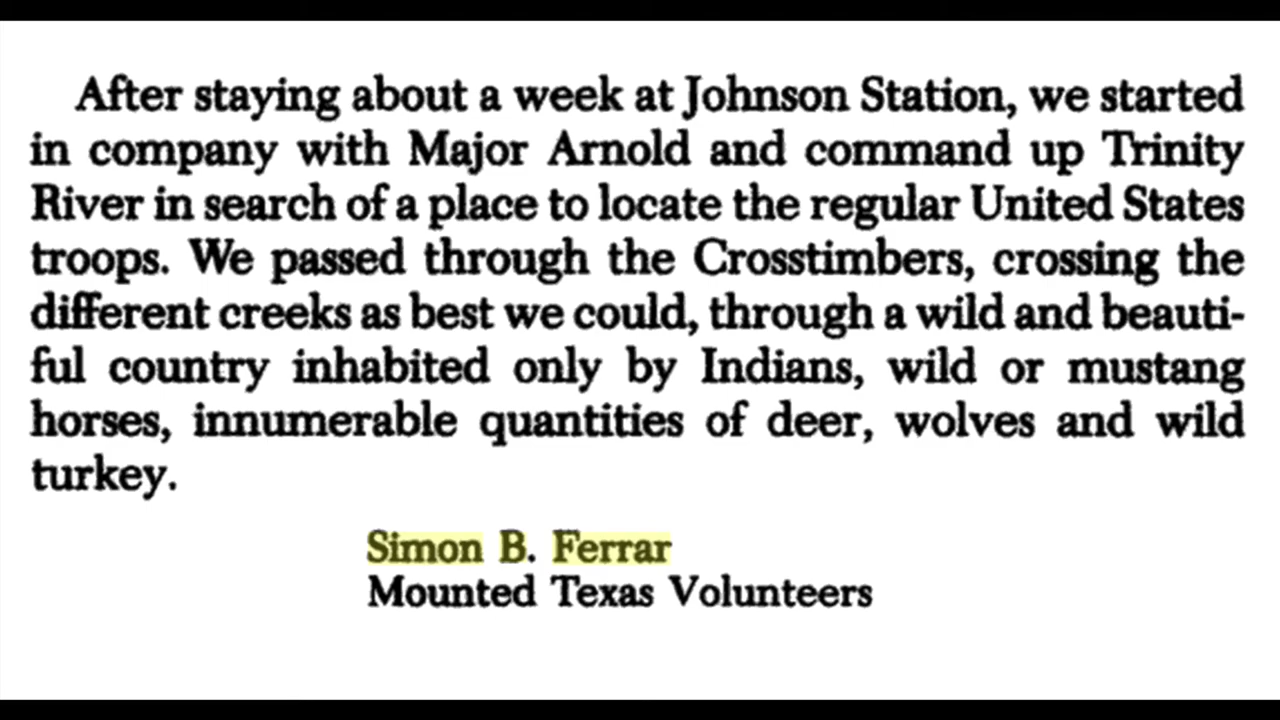 After staying about a week at Johnson Station, we started
in company with Major Arnold and command up Trinity
River in search of a place to locate the regular United States
troops. We passed through the Crosstimbers, crossing the
different creeks as best we could, through a wild and beauti-
ful country inhabited only by Indians, wild or mustang
horses, innumerable quantities of deer, wolves and wild
turkey.
Simon B. Ferrar
Mounted Texas Volunteers